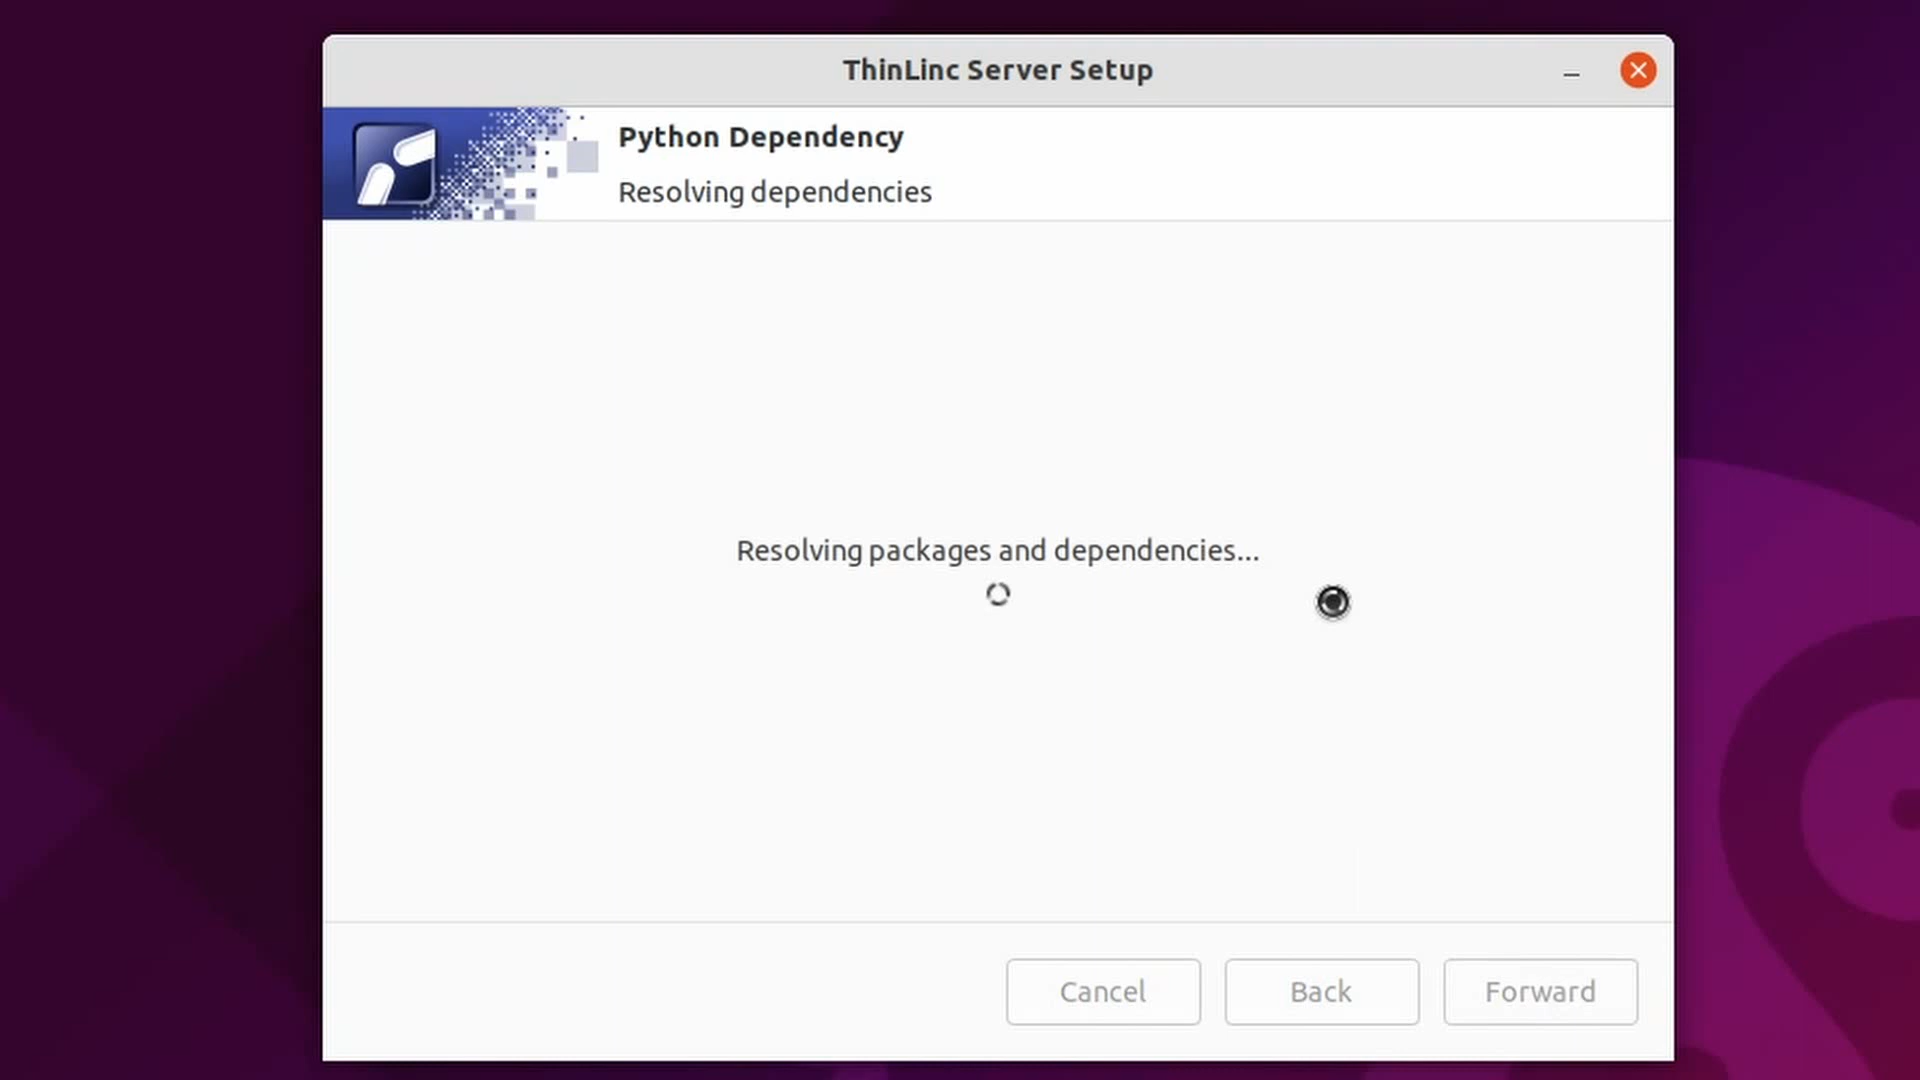 ThinLinc Server Setup
Python Dependency
Resolving dependencies
Resolving packages and dependencies...
Cancel
Back
Forward